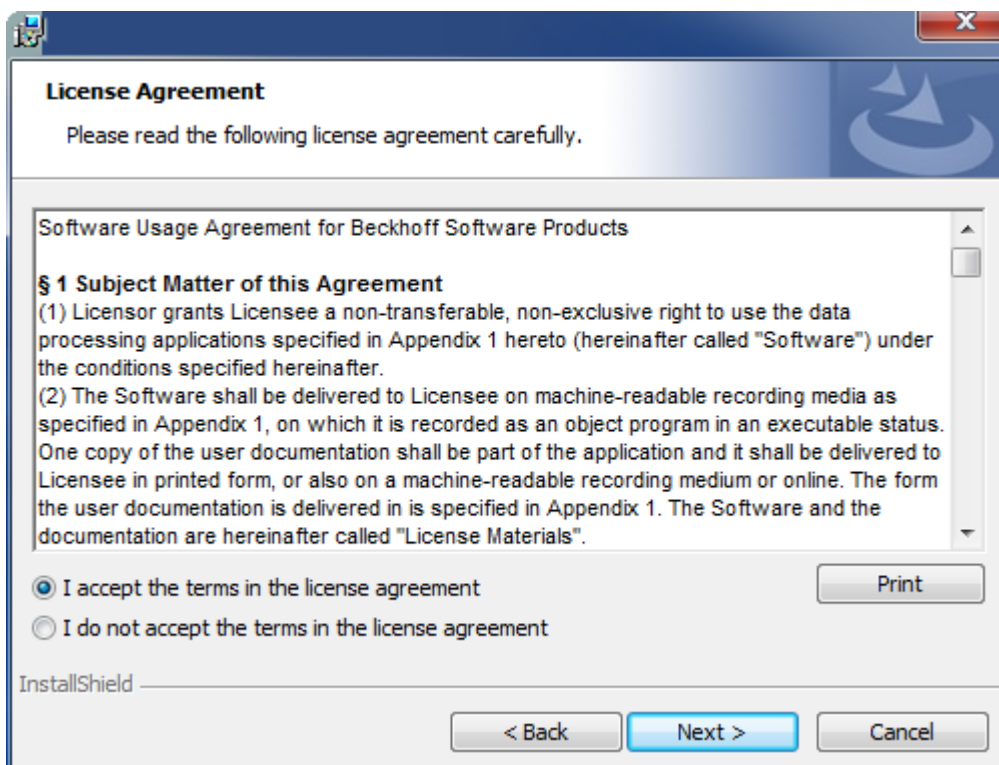 License Agreement
Please read the following license agreement carefully.
Software Usage Agreement for Beckhoff Software Products
§ 1 Subject Matter of this Agreement
(1) Licensor grants Licensee a non-transferable, non-exclusive right to use the data
processing applications specified in Appendix 1 hereto (hereinafter called "Software") under
the conditions specified hereinafter.
(2) The Software shall be delivered to Licensee on machine-readable recording media as
specified in Appendix 1, on which it is recorded as an object program in an executable status.
One copy of the user documentation shall be part of the application and it shall be delivered to
Licensee in printed form, or also on a machine-readable recording medium or online. The form
the user documentation is delivered in is specified in Appendix 1. The Software and the
documentation are hereinafter called "License Materials".
I accept the terms in the license agreement
Print
I do not accept the terms in the license agreement
InstallShield
< Back
Next >
Cancel